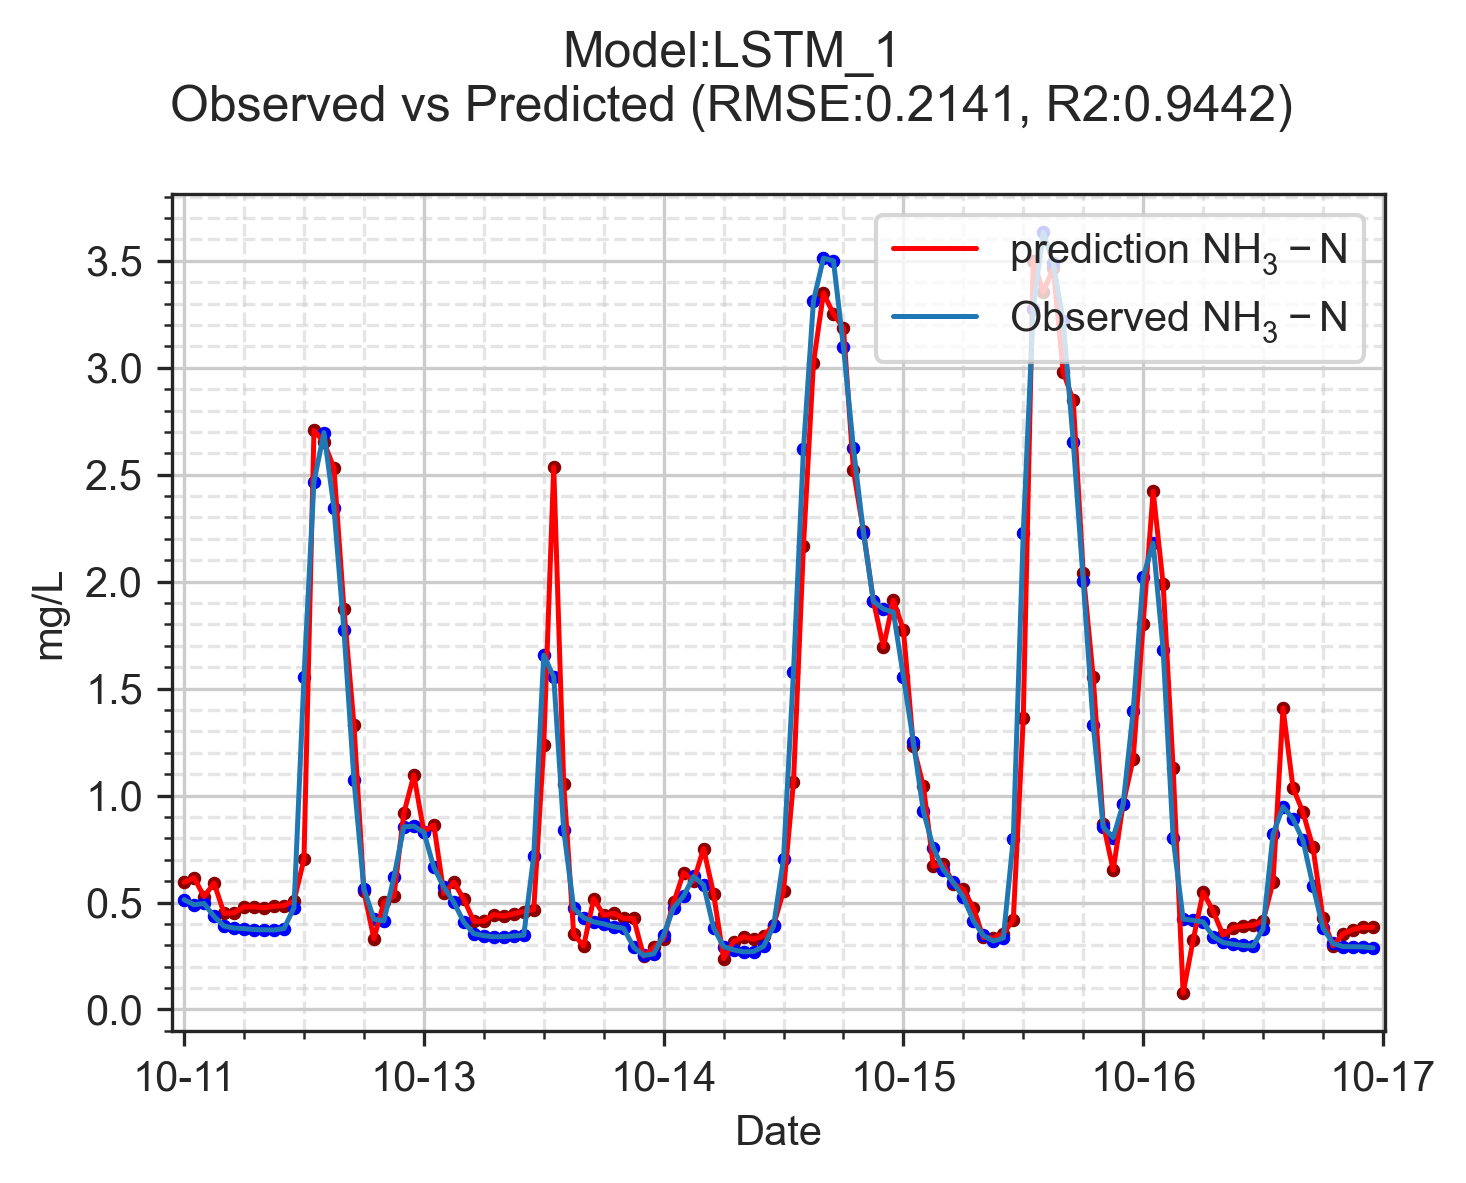 Model:LSTM_1
Observed vs Predicted (RMSE:0.2141, R2:0.9442)
prediction NH₃ − N
Observed NH₃ − N
3.5
3.0
2.5
2.0
1.5
1.0
0.5
0.0
mg/L
10-11 10-13 10-14 10-15 10-16 10-17
Date